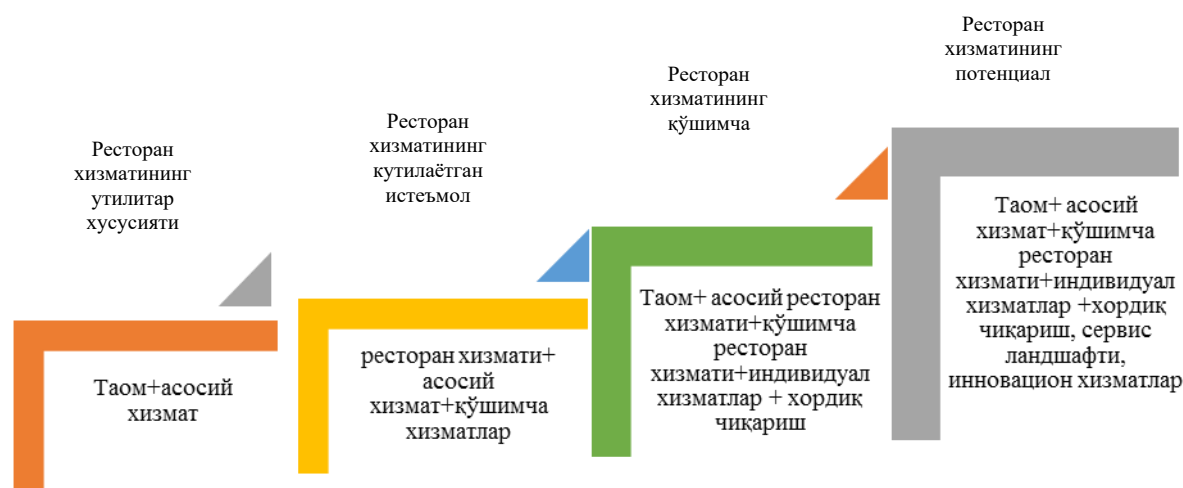 Ресторан
хизматининг
утилитар
хусусияти
Таом+асосий
хизмат
Ресторан
хизматининг
кутилаётган
истеъмол
ресторан хизмати+
асосий
хизмат+қўшимча
хизматлар
Ресторан
хизматининг
қўшимча
Таом+ асосий ресторан
хизмати+қўшимча
ресторан
хизмати+индивидуал
хизматлар + хордиқ
чиқариш
Ресторан
хизматининг
потенциал
Таом+ асосий
хизмат+қўшимча
ресторан
хизмати+индивидуал
хизматлар +хордиқ
чиқариш, сервис
ландшафти,
инновацион хизматлар